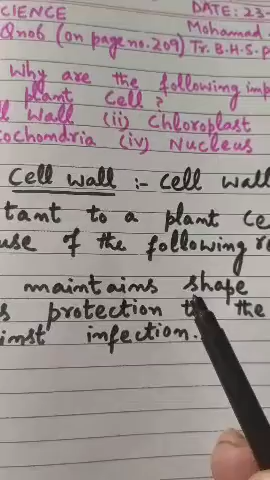 CIENCE DATE: 23-
Qno6 (on page no. 209) Tr. B.H.S. p
Why are the following imp
plant cell?
ll wall (ii) Chloroplast
ochondria (iv) Nucleus
Cell wall :- cell wall
tant to a plant ce
use of the following re
maintains shape
s protection the
inst infection.